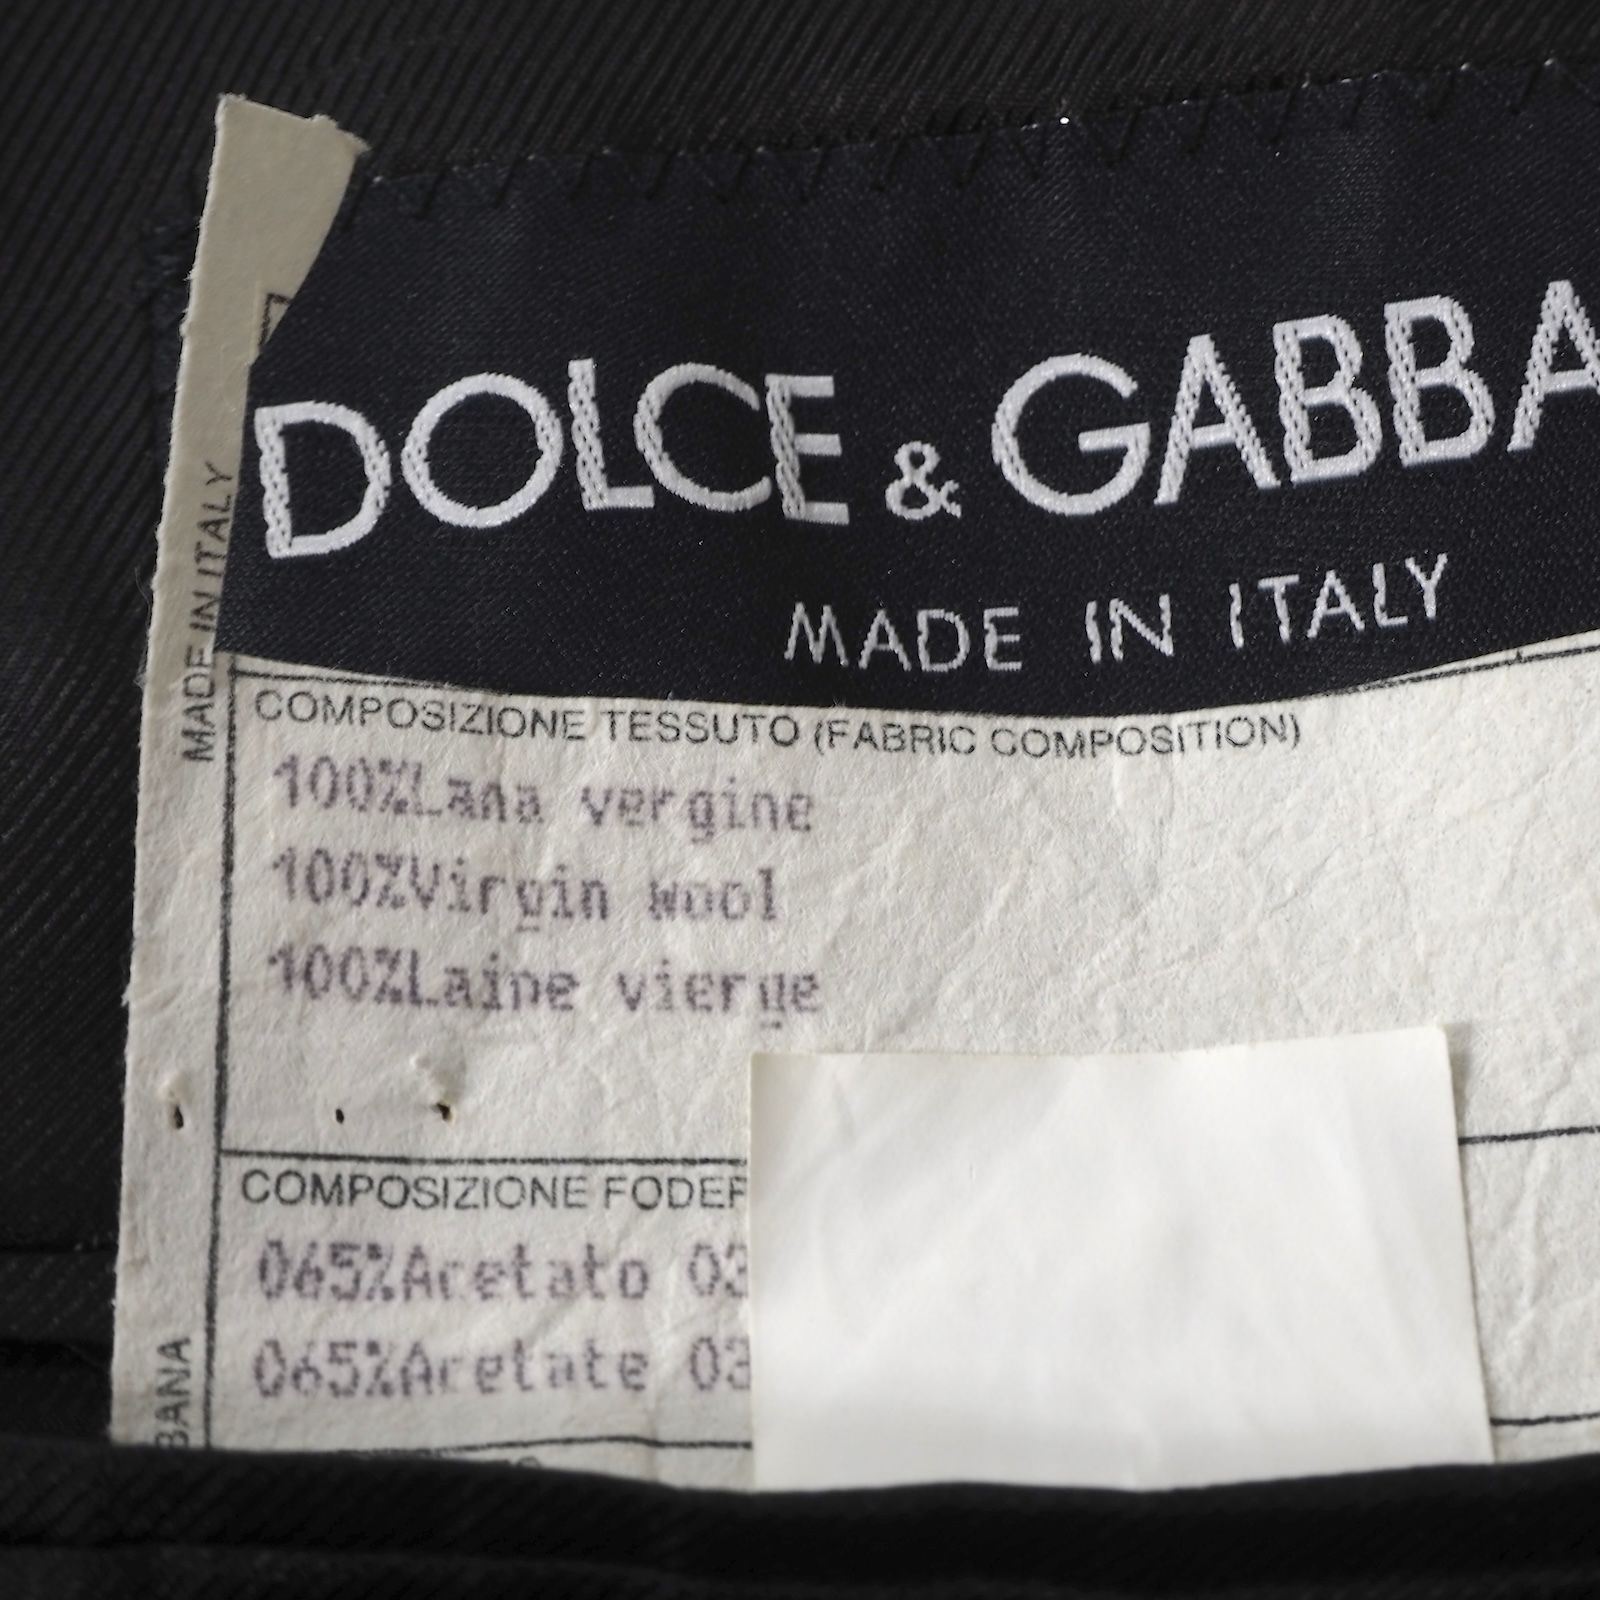 DOLCE & GABBA
MADE IN ITALY
MADE IN ITALY
BANA
COMPOSIZIONE TESSUTO (FABRIC COMPOSITION)
100%Lana vergine
100%Virgin Wool
100%Laine vierge
COMPOSIZIONE FODER
065%Acetato 03
065%Acetate 03